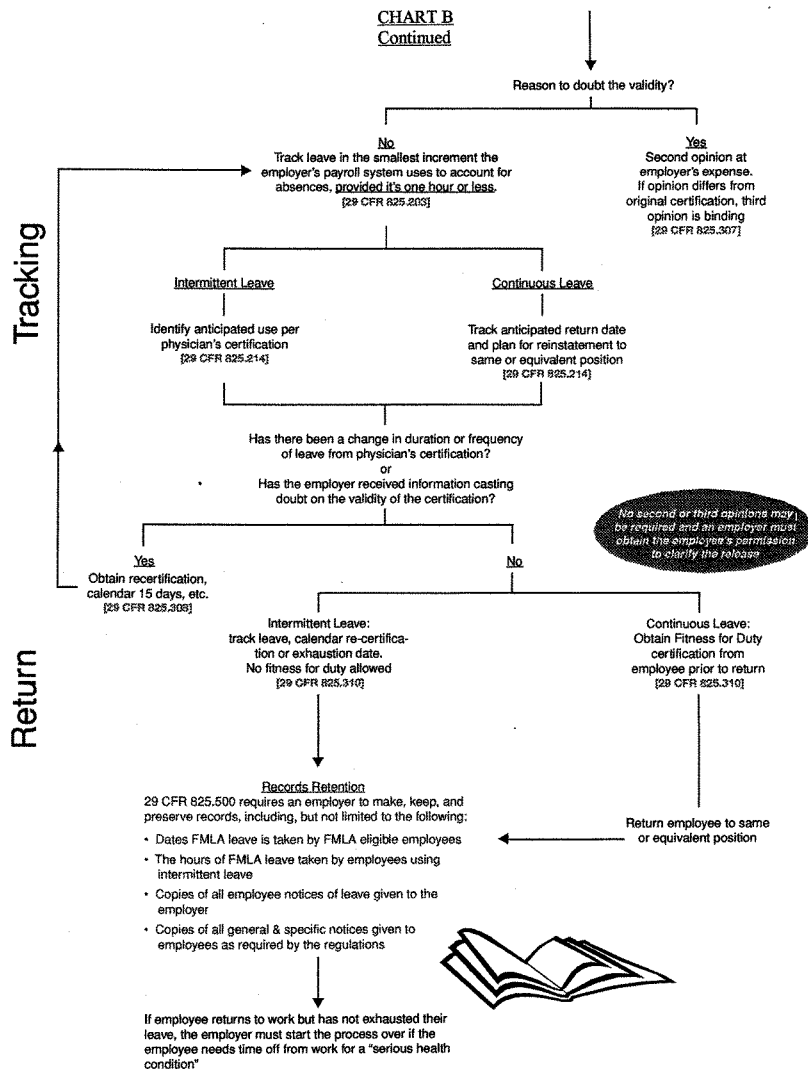 CHART B
Continued
Reason to doubt the validity?
No
Track leave in the smallest increment the
employer's payroll system uses to account for
absences, provided it's one hour or less.
[29 CFR 825.203]
Yes
Second opinion at
employer's expense.
If opinion differs from
original certification, third
opinion is binding
[29 CFR 825.307]
Tracking
Intermittent Leave
Identify anticipated use per
physician's certification
[29 CFR 825.214]
Continuous Leave
Track anticipated return date
and plan for reinstatement to
same or equivalent position
[29 CFR 825.214]
Has there been a change in duration or frequency
of leave from physician's certification?
or
Has the employer received information casting
doubt on the validity of the certification?
No second or third opinions may
be required and an employer must
obtain the employee's permission
to clarify the release
Yes
Obtain recertification,
calendar 15 days, etc.
[29 CFR 825.308]
No
Return
Intermittent Leave:
track leave, calendar re-certifica-
tion or exhaustion date.
No fitness for duty allowed
[29 CFR 825.310]
Continuous Leave:
Obtain Fitness for Duty
certification from
employee prior to return
[29 CFR 825.310]
Records Retention
29 CFR 825.500 requires an employer to make, keep, and
preserve records, including, but not limited to the following:
• Dates FMLA leave is taken by FMLA eligible employees
• The hours of FMLA leave taken by employees using
intermittent leave
• Copies of all employee notices of leave given to the
employer
• Copies of all general & specific notices given to
employees as required by the regulations
Return employee to same
or equivalent position
If employee returns to work but has not exhausted their
leave, the employer must start the process over if the
employee needs time off from work for a "serious health
condition"